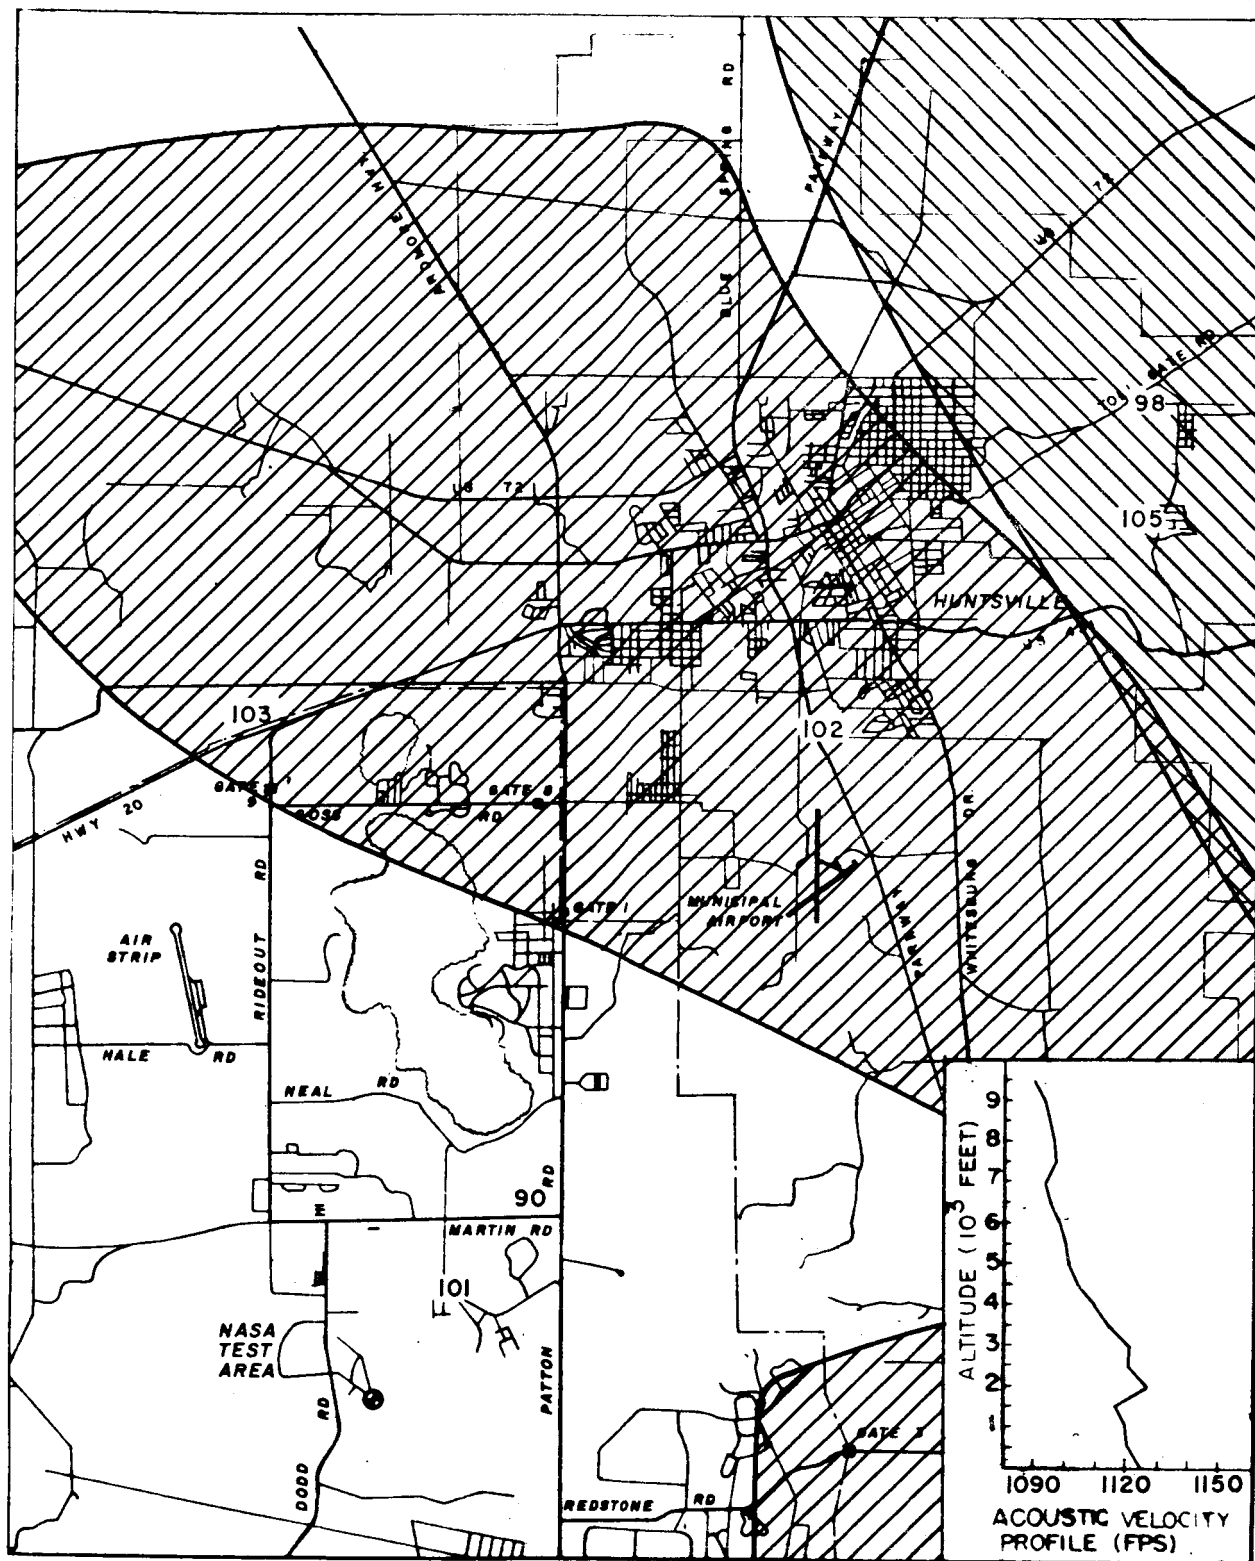 SPRING RD
BLUE
PARKWAY
ARDMORE HWY
US 72
GATE RD
98
US 72
105
HUNTSVILLE
103
102
GATE 9
GOSS RD
GATE 8
HWY 20
DR.
WHITESBURG
PARKWAY
MUNICIPAL
AIRPORT
GATE 1
AIR
STRIP
RIDEOUT RD
HALE RD
NEAL RD
90
RD
MARTIN RD
101
NASA
TEST
AREA
PATTON
DODD RD
GATE 3
REDSTONE RD
ALTITUDE (10³ FEET)
9
8
7
6
5
4
3
2
1
1090 1120 1150
ACOUSTIC VELOCITY
PROFILE (FPS)